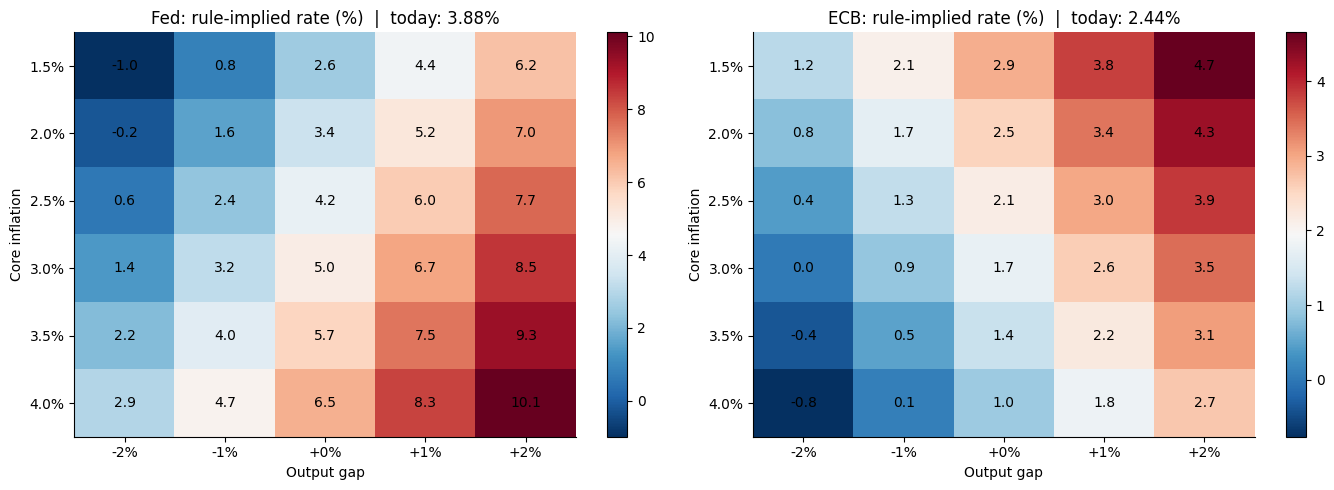 Fed: rule-implied rate (%)  |  today: 3.88%
Core inflation
1.5% -1.0 0.8 2.6 4.4 6.2
2.0% -0.2 1.6 3.4 5.2 7.0
2.5% 0.6 2.4 4.2 6.0 7.7
3.0% 1.4 3.2 5.0 6.7 8.5
3.5% 2.2 4.0 5.7 7.5 9.3
4.0% 2.9 4.7 6.5 8.3 10.1
-2% -1% +0% +1% +2%
Output gap
10
8
6
4
2
0
ECB: rule-implied rate (%)  |  today: 2.44%
Core inflation
1.5% 1.2 2.1 2.9 3.8 4.7
2.0% 0.8 1.7 2.5 3.4 4.3
2.5% 0.4 1.3 2.1 3.0 3.9
3.0% 0.0 0.9 1.7 2.6 3.5
3.5% -0.4 0.5 1.4 2.2 3.1
4.0% -0.8 0.1 1.0 1.8 2.7
-2% -1% +0% +1% +2%
Output gap
4
3
2
1
0